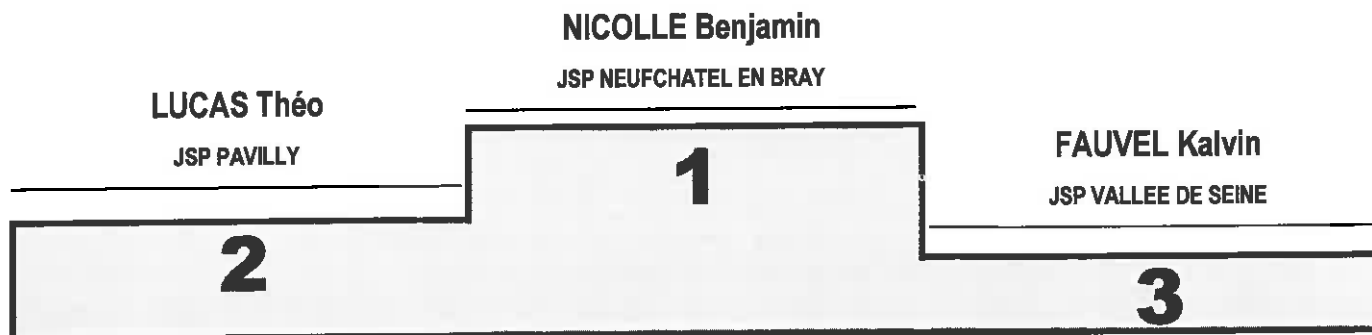 NICOLLE Benjamin
JSP NEUFCHATEL EN BRAY
LUCAS Théo
JSP PAVILLY
FAUVEL Kalvin
JSP VALLEE DE SEINE
1
2
3